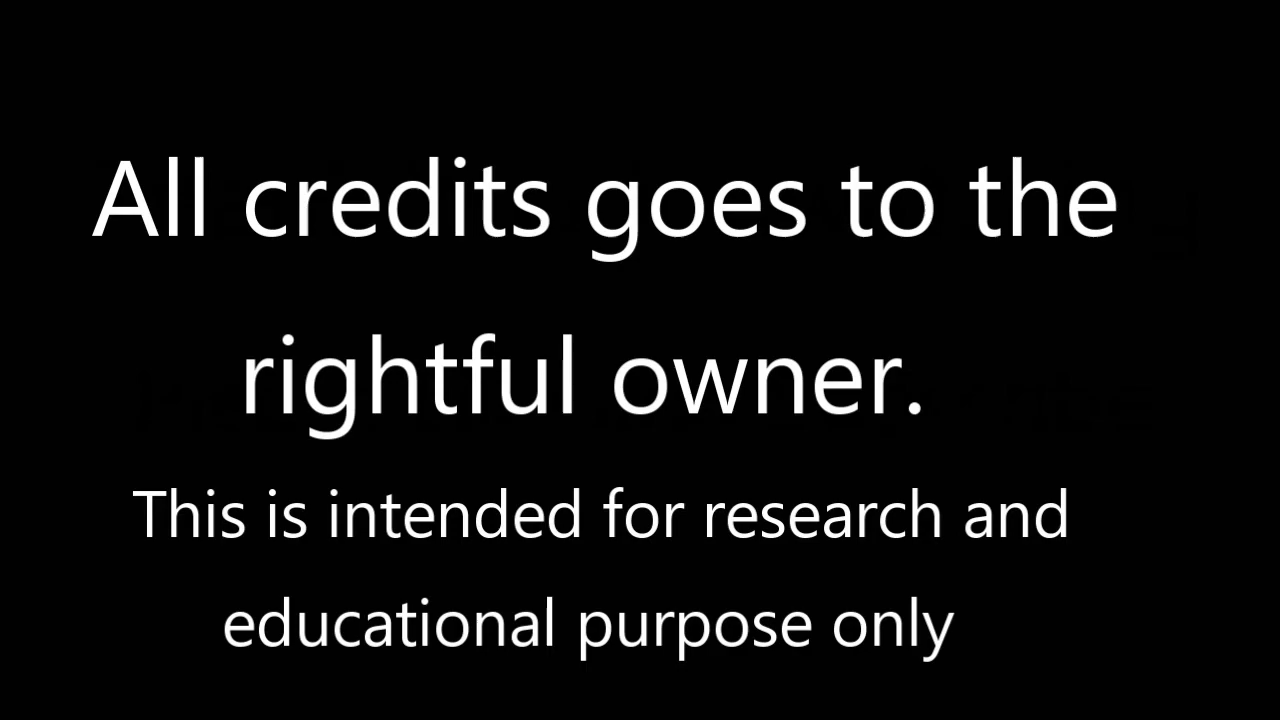 All credits goes to the
rightful owner.
This is intended for research and
educational purpose only